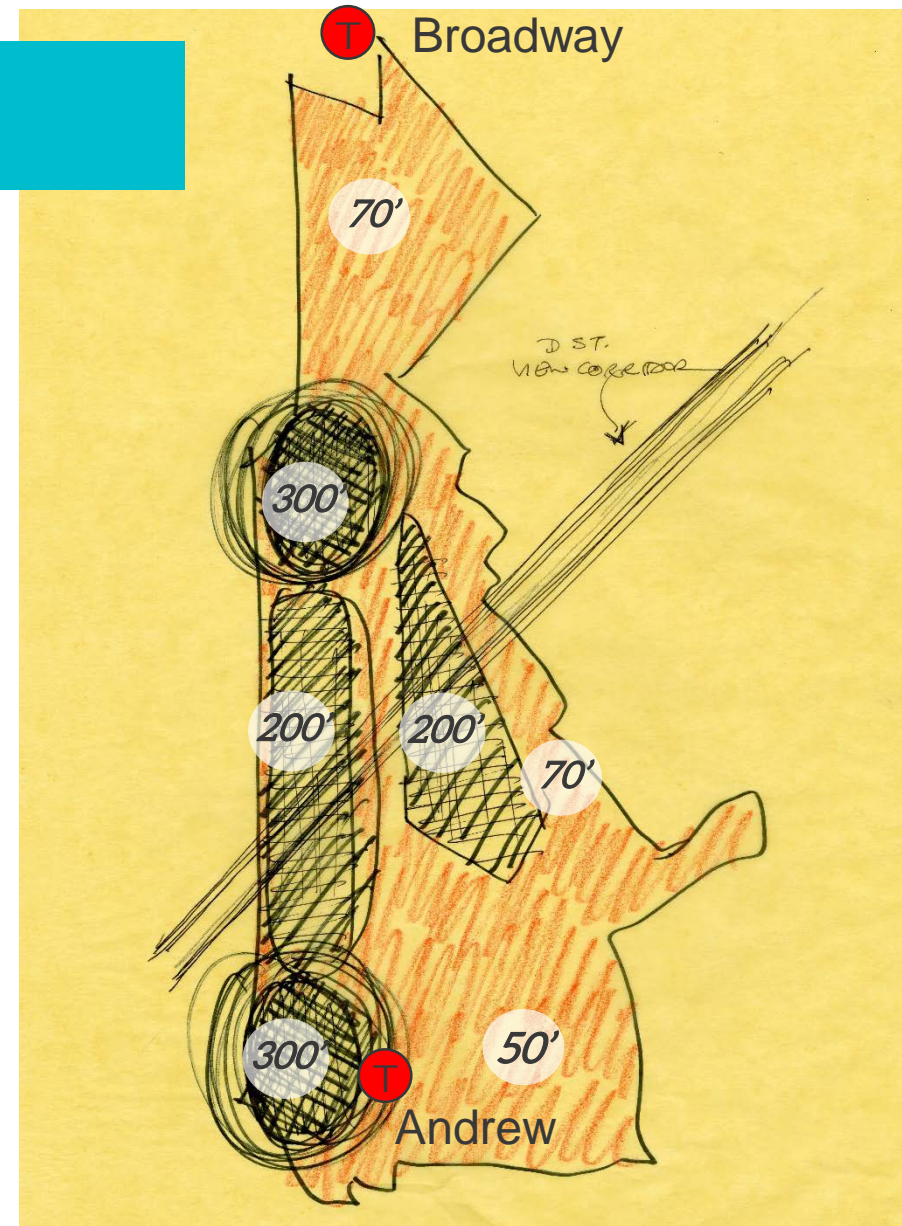 T Broadway
70'
D ST.
VIEW CORRIDOR
300'
200' 200'
70'
300' T 50'
Andrew